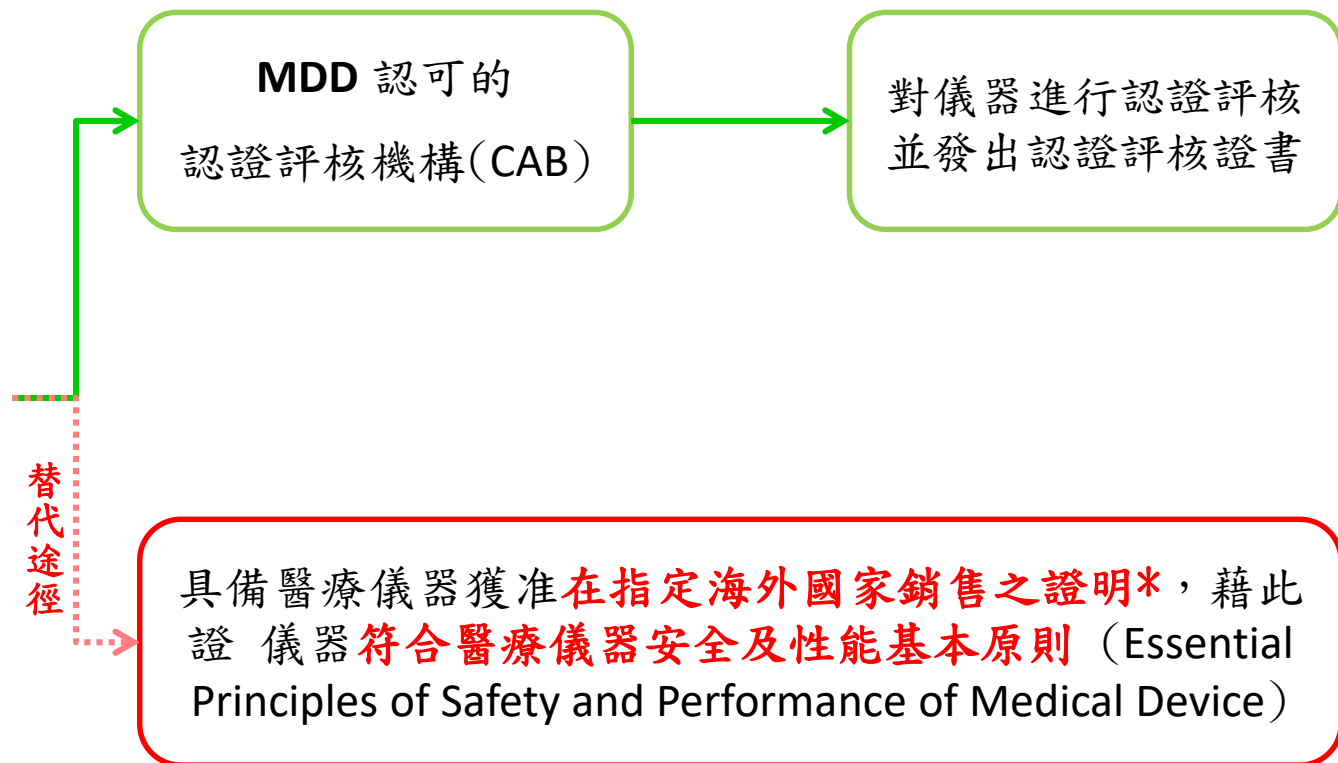 MDD 認可的
認證評核機構(CAB)
對儀器進行認證評核
並發出認證評核證書
替代途徑
具備醫療儀器獲准在指定海外國家銷售之證明*，藉此
證 儀器符合醫療儀器安全及性能基本原則（Essential
Principles of Safety and Performance of Medical Device）